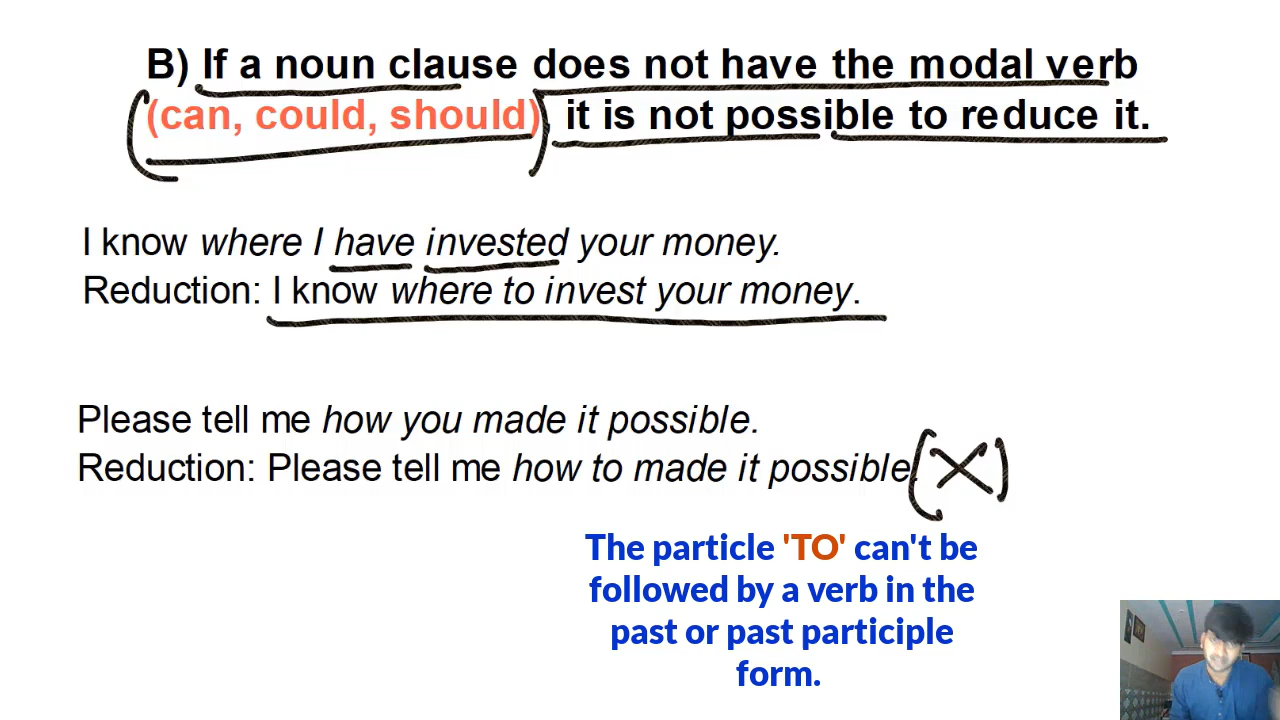 B) If a noun clause does not have the modal verb
(can, could, should) it is not possible to reduce it.
I know where I have invested your money.
Reduction: I know where to invest your money.
Please tell me how you made it possible.
Reduction: Please tell me how to made it possible. (X)
The particle 'TO' can't be
followed by a verb in the
past or past participle
form.